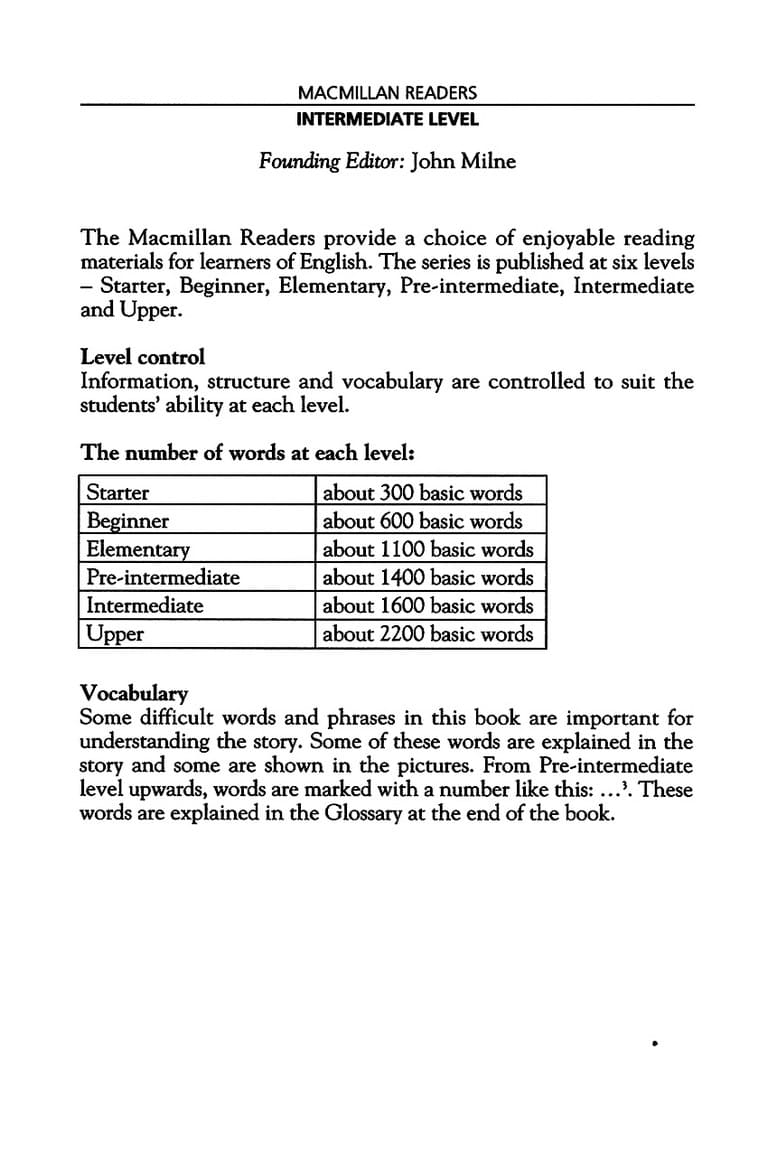 MACMILLAN READERS
INTERMEDIATE LEVEL
Founding Editor: John Milne
The Macmillan Readers provide a choice of enjoyable reading
materials for learners of English. The series is published at six levels
– Starter, Beginner, Elementary, Pre-intermediate, Intermediate
and Upper.
Level control
Information, structure and vocabulary are controlled to suit the
students’ ability at each level.
The number of words at each level:
Starter about 300 basic words
Beginner about 600 basic words
Elementary about 1100 basic words
Pre-intermediate about 1400 basic words
Intermediate about 1600 basic words
Upper about 2200 basic words
Vocabulary
Some difficult words and phrases in this book are important for
understanding the story. Some of these words are explained in the
story and some are shown in the pictures. From Pre-intermediate
level upwards, words are marked with a number like this: ...³. These
words are explained in the Glossary at the end of the book.